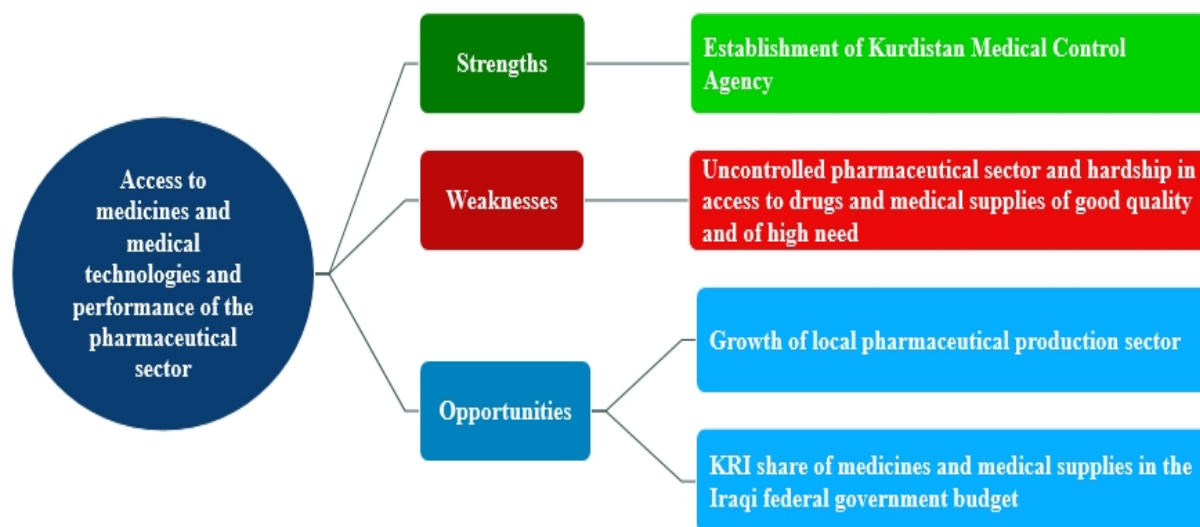 Access to
medicines and
medical
technologies and
performance of the
pharmaceutical
sector
Strengths
Establishment of Kurdistan Medical Control
Agency
Weaknesses
Uncontrolled pharmaceutical sector and hardship in
access to drugs and medical supplies of good quality
and of high need
Opportunities
Growth of local pharmaceutical production sector
KRI share of medicines and medical supplies in the
Iraqi federal government budget